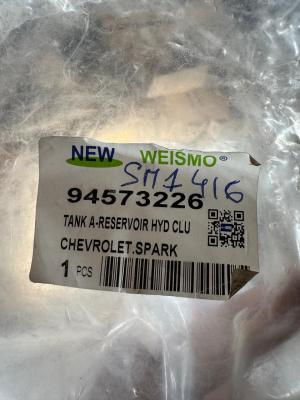 NEW WEISMO®
SM1416
94573226
TANK A-RESERVOIR HYD CLU
CHEVROLET.SPARK
1 PCS